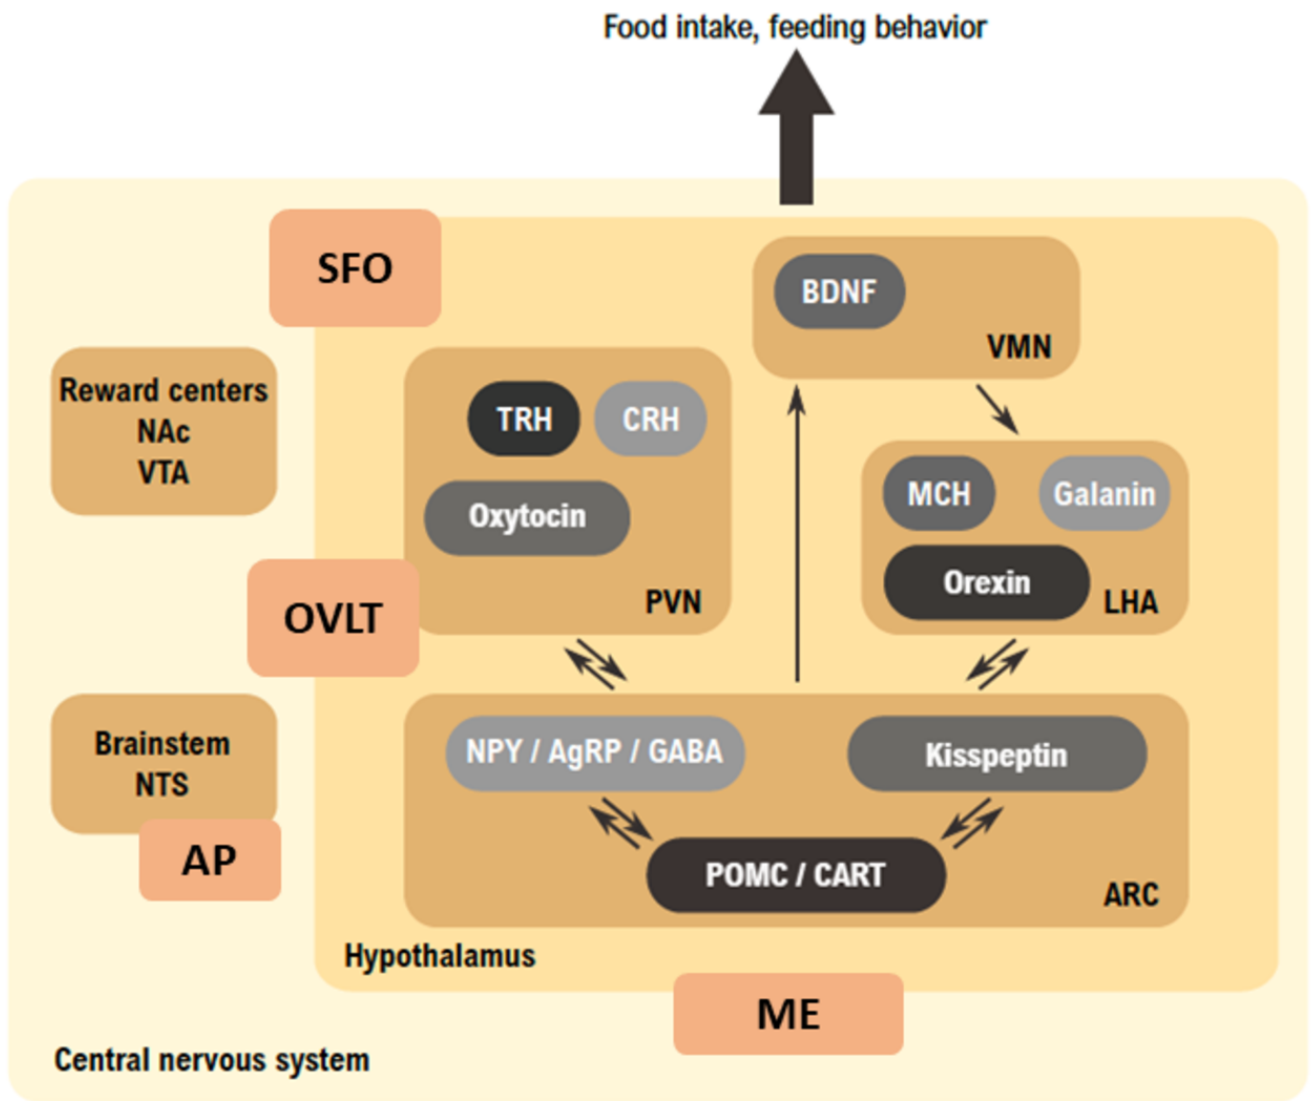 Food intake, feeding behavior
SFO
BDNF
VMN
Reward centers
NAc
VTA
TRH
CRH
Oxytocin
PVN
MCH
Galanin
Orexin
LHA
OVLT
Brainstem
NTS
AP
NPY / AgRP / GABA
Kisspeptin
POMC / CART
ARC
Hypothalamus
ME
Central nervous system